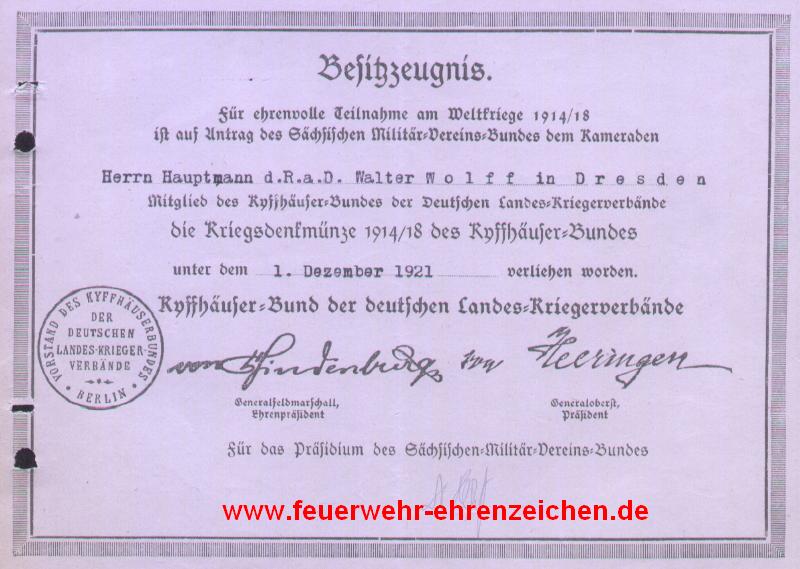 Besitzzeugnis.
Für ehrenvolle Teilnahme am Weltkriege 1914/18
ist auf Antrag des Sächsischen Militär-Vereins-Bundes dem Kameraden
Herrn Hauptmann d.R.a.D. Walter Wolff in Dresden
Mitglied des Kyffhäuser-Bundes der Deutschen Landes-Kriegerverbände
die Kriegsdenkmünze 1914/18 des Kyffhäuser-Bundes
unter dem 1. Dezember 1921 verliehen worden.
Kyffhäuser-Bund der deutschen Landes-Kriegerverbände
VORSTAND DES KYFFHÄUSERBUNDES
DER
DEUTSCHEN
LANDES-KRIEGER-
VERBÄNDE
BERLIN
von Hindenburg von Heeringen
Generalfeldmarschall, Generaloberst,
Ehrenpräsident Präsident
Für das Präsidium des Sächsischen-Militär-Vereins-Bundes
www.feuerwehr-ehrenzeichen.de